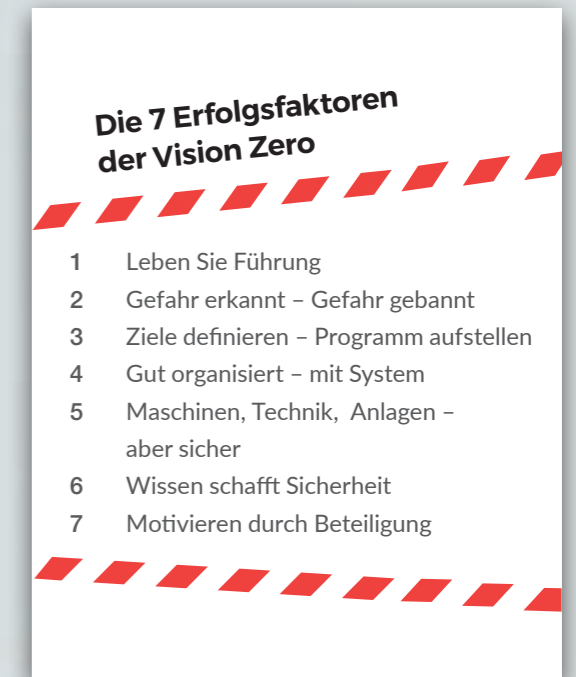 Die 7 Erfolgsfaktoren
der Vision Zero
1 Leben Sie Führung
2 Gefahr erkannt – Gefahr gebannt
3 Ziele definieren – Programm aufstellen
4 Gut organisiert – mit System
5 Maschinen, Technik, Anlagen –
aber sicher
6 Wissen schafft Sicherheit
7 Motivieren durch Beteiligung